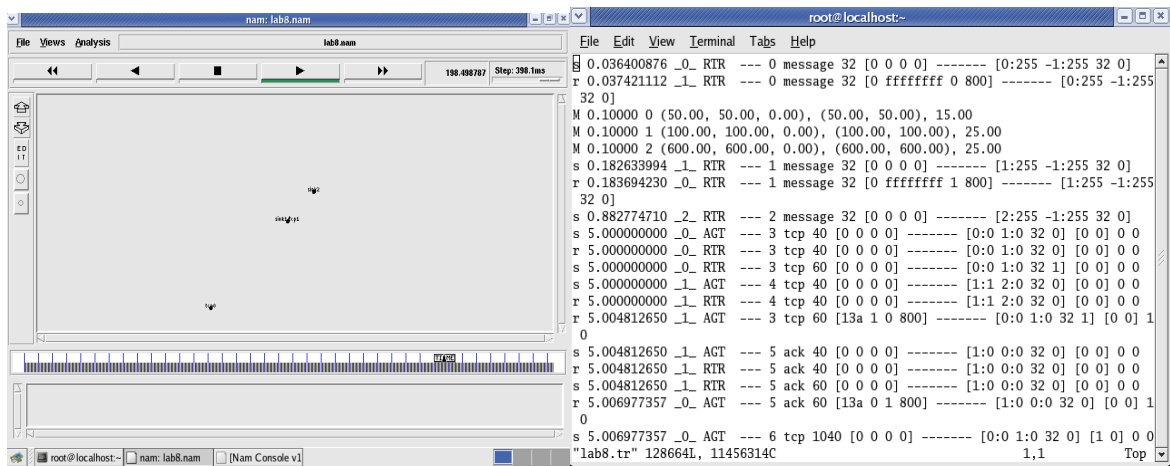 nam: lab8.nam
File Views Analysis lab8.nam
198.498787 Step: 398.1ms
ED
IT
TIME
root@localhost:~ nam: lab8.nam [Nam Console v1
root@localhost:~
File Edit View Terminal Tabs Help
s 0.036400876 _0_ RTR --- 0 message 32 [0 0 0 0] ------- [0:255 -1:255 32 0]
r 0.037421112 _1_ RTR --- 0 message 32 [0 ffffffff 0 800] ------- [0:255 -1:255
32 0]
M 0.10000 0 (50.00, 50.00, 0.00), (50.00, 50.00), 15.00
M 0.10000 1 (100.00, 100.00, 0.00), (100.00, 100.00), 25.00
M 0.10000 2 (600.00, 600.00, 0.00), (600.00, 600.00), 25.00
s 0.182633994 _1_ RTR --- 1 message 32 [0 0 0 0] ------- [1:255 -1:255 32 0]
r 0.183694230 _0_ RTR --- 1 message 32 [0 ffffffff 1 800] ------- [1:255 -1:255
32 0]
s 0.882774710 _2_ RTR --- 2 message 32 [0 0 0 0] ------- [2:255 -1:255 32 0]
s 5.000000000 _0_ AGT --- 3 tcp 40 [0 0 0 0] ------- [0:0 1:0 32 0] [0 0] 0 0
r 5.000000000 _0_ RTR --- 3 tcp 40 [0 0 0 0] ------- [0:0 1:0 32 0] [0 0] 0 0
s 5.000000000 _0_ RTR --- 3 tcp 60 [0 0 0 0] ------- [0:0 1:0 32 1] [0 0] 0 0
s 5.000000000 _1_ AGT --- 4 tcp 40 [0 0 0 0] ------- [1:1 2:0 32 0] [0 0] 0 0
r 5.000000000 _1_ RTR --- 4 tcp 40 [0 0 0 0] ------- [1:1 2:0 32 0] [0 0] 0 0
r 5.004812650 _1_ AGT --- 3 tcp 60 [13a 1 0 800] ------- [0:0 1:0 32 1] [0 0] 1
0
s 5.004812650 _1_ AGT --- 5 ack 40 [0 0 0 0] ------- [1:0 0:0 32 0] [0 0] 0 0
r 5.004812650 _1_ RTR --- 5 ack 40 [0 0 0 0] ------- [1:0 0:0 32 0] [0 0] 0 0
s 5.004812650 _1_ RTR --- 5 ack 60 [0 0 0 0] ------- [1:0 0:0 32 0] [0 0] 0 0
r 5.006977357 _0_ AGT --- 5 ack 60 [13a 0 1 800] ------- [1:0 0:0 32 0] [0 0] 1
0
s 5.006977357 _0_ AGT --- 6 tcp 1040 [0 0 0 0] ------- [0:0 1:0 32 0] [1 0] 0 0
"lab8.tr" 128664L, 11456314C 1,1 Top